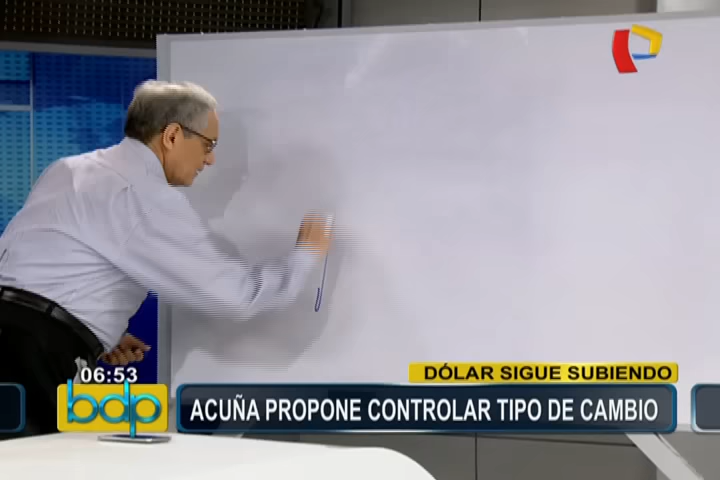 DÓLAR SIGUE SUBIENDO
06:53
bdp
ACUÑA PROPONE CONTROLAR TIPO DE CAMBIO